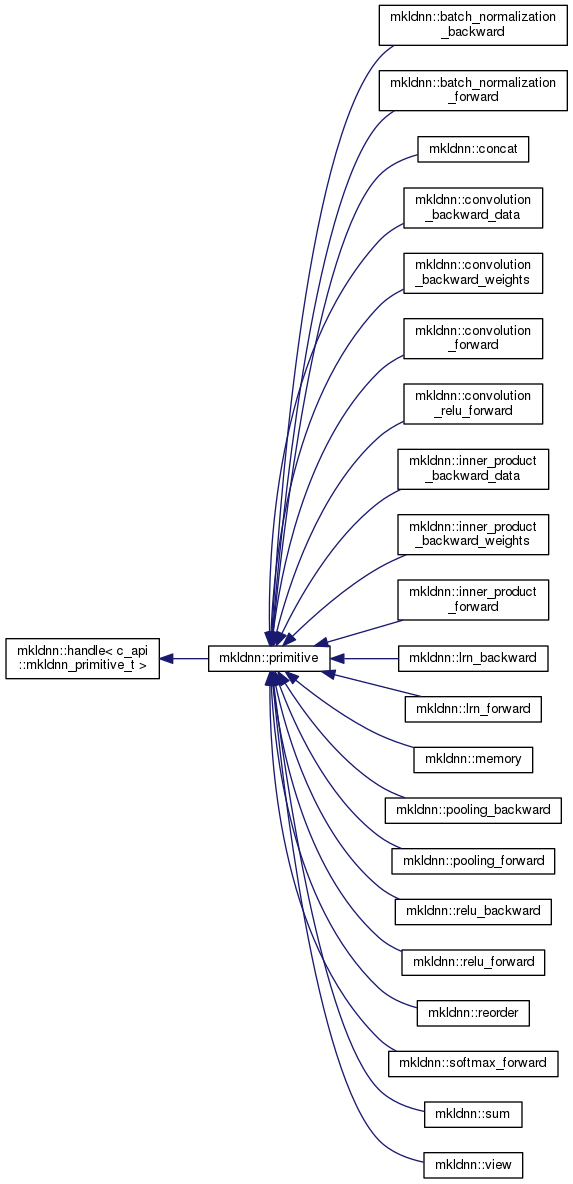 mkldnn::batch_normalization
_backward
mkldnn::batch_normalization
_forward
mkldnn::concat
mkldnn::convolution
_backward_data
mkldnn::convolution
_backward_weights
mkldnn::convolution
_forward
mkldnn::convolution
_relu_forward
mkldnn::inner_product
_backward_data
mkldnn::inner_product
_backward_weights
mkldnn::inner_product
_forward
mkldnn::handle< c_api
::mkldnn_primitive_t >
mkldnn::primitive
mkldnn::lrn_backward
mkldnn::lrn_forward
mkldnn::memory
mkldnn::pooling_backward
mkldnn::pooling_forward
mkldnn::relu_backward
mkldnn::relu_forward
mkldnn::reorder
mkldnn::softmax_forward
mkldnn::sum
mkldnn::view